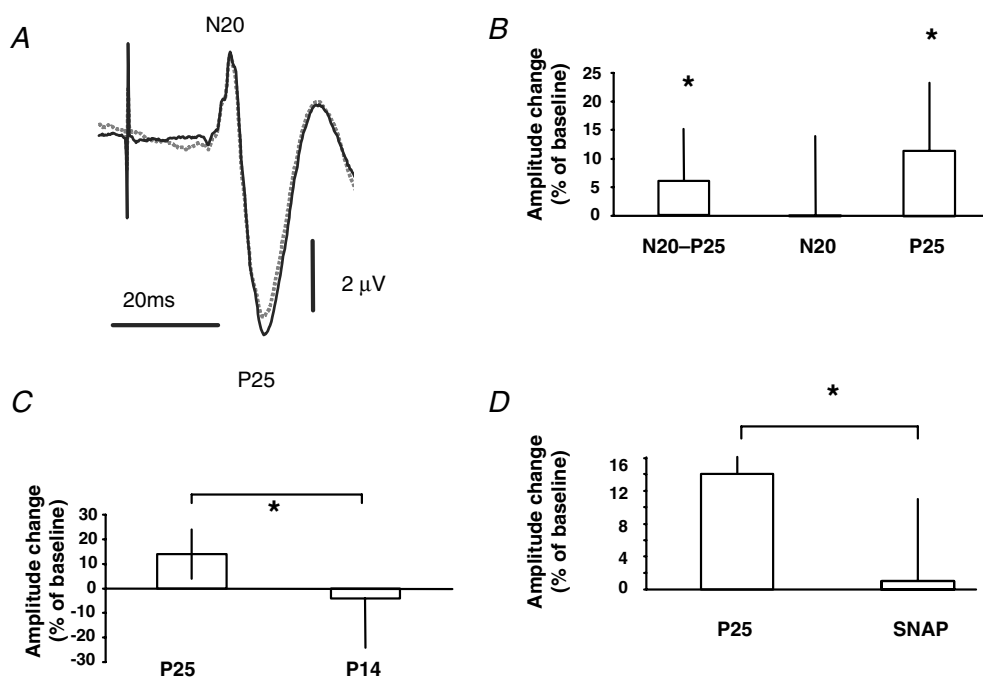 A
N20
20ms
2 μV
P25
B
*
*
Amplitude change
(% of baseline)
25
20
15
10
5
0
N20–P25 N20 P25
C
*
Amplitude change
(% of baseline)
30
20
10
0
-10
-20
-30
P25 P14
D
*
Amplitude change
(% of baseline)
16
12
8
4
0
P25 SNAP